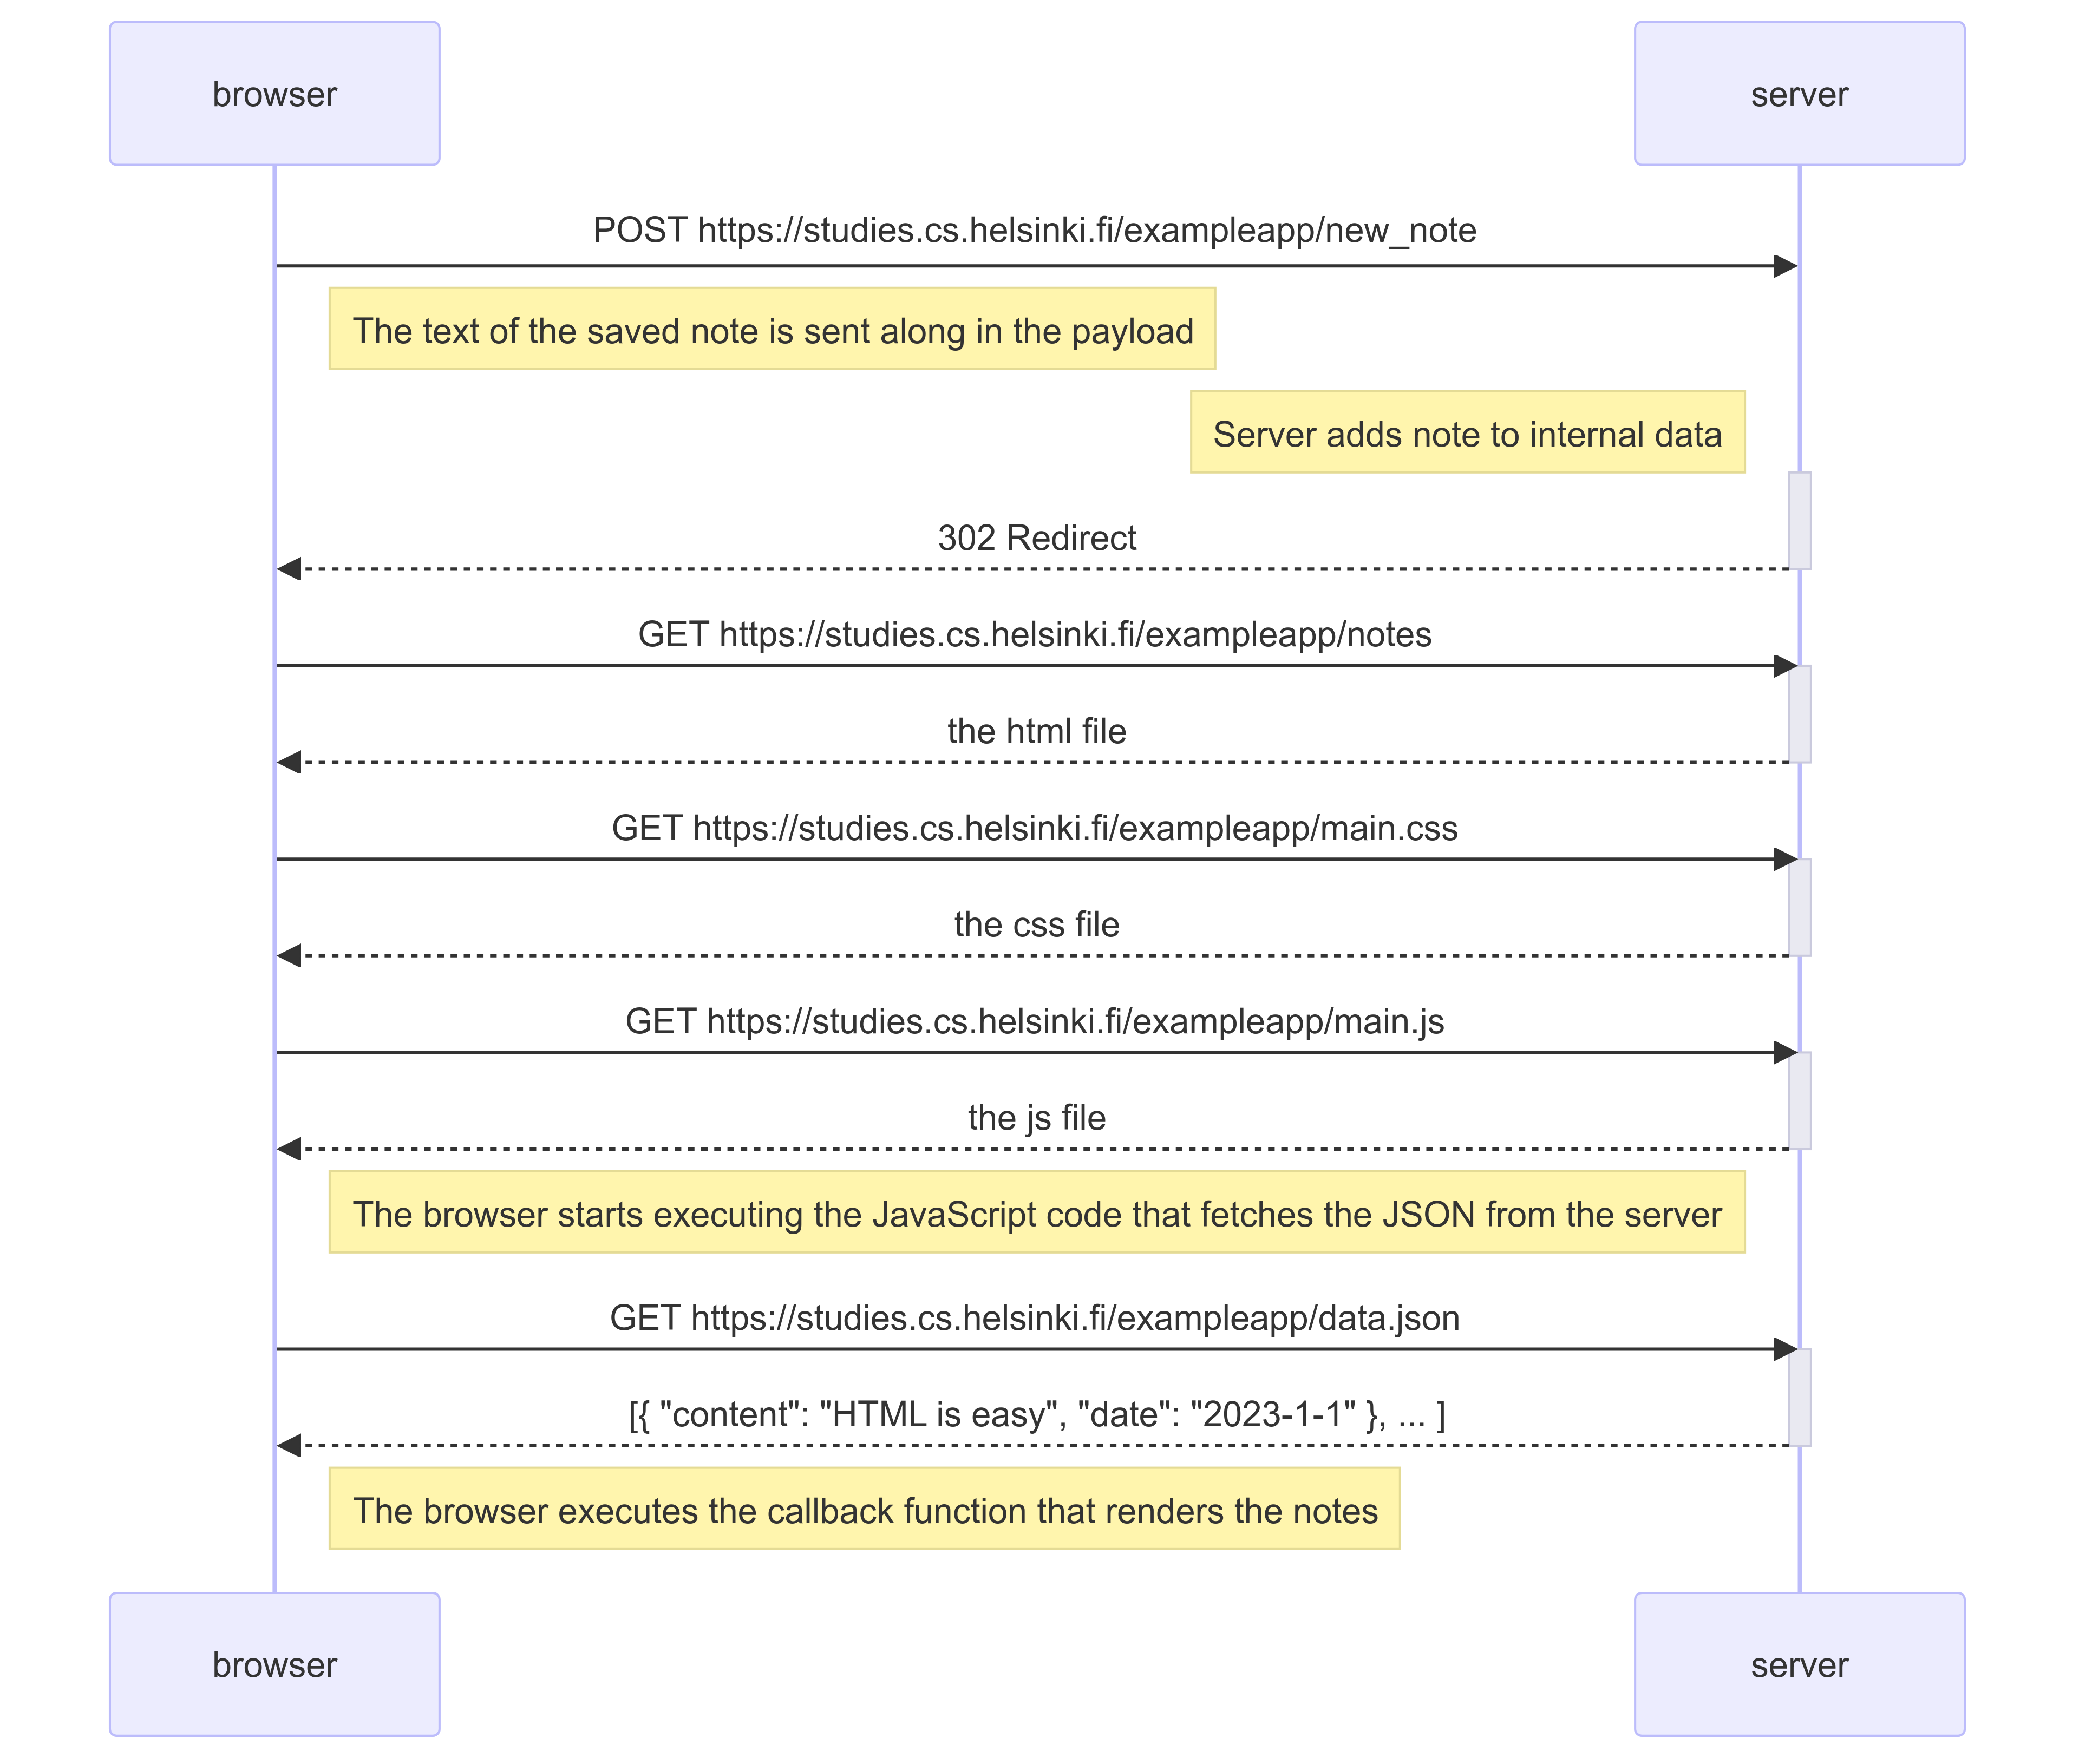 browser
server
POST https://studies.cs.helsinki.fi/exampleapp/new_note
The text of the saved note is sent along in the payload
Server adds note to internal data
302 Redirect
GET https://studies.cs.helsinki.fi/exampleapp/notes
the html file
GET https://studies.cs.helsinki.fi/exampleapp/main.css
the css file
GET https://studies.cs.helsinki.fi/exampleapp/main.js
the js file
The browser starts executing the JavaScript code that fetches the JSON from the server
GET https://studies.cs.helsinki.fi/exampleapp/data.json
[{ "content": "HTML is easy", "date": "2023-1-1" }, ... ]
The browser executes the callback function that renders the notes
browser
server